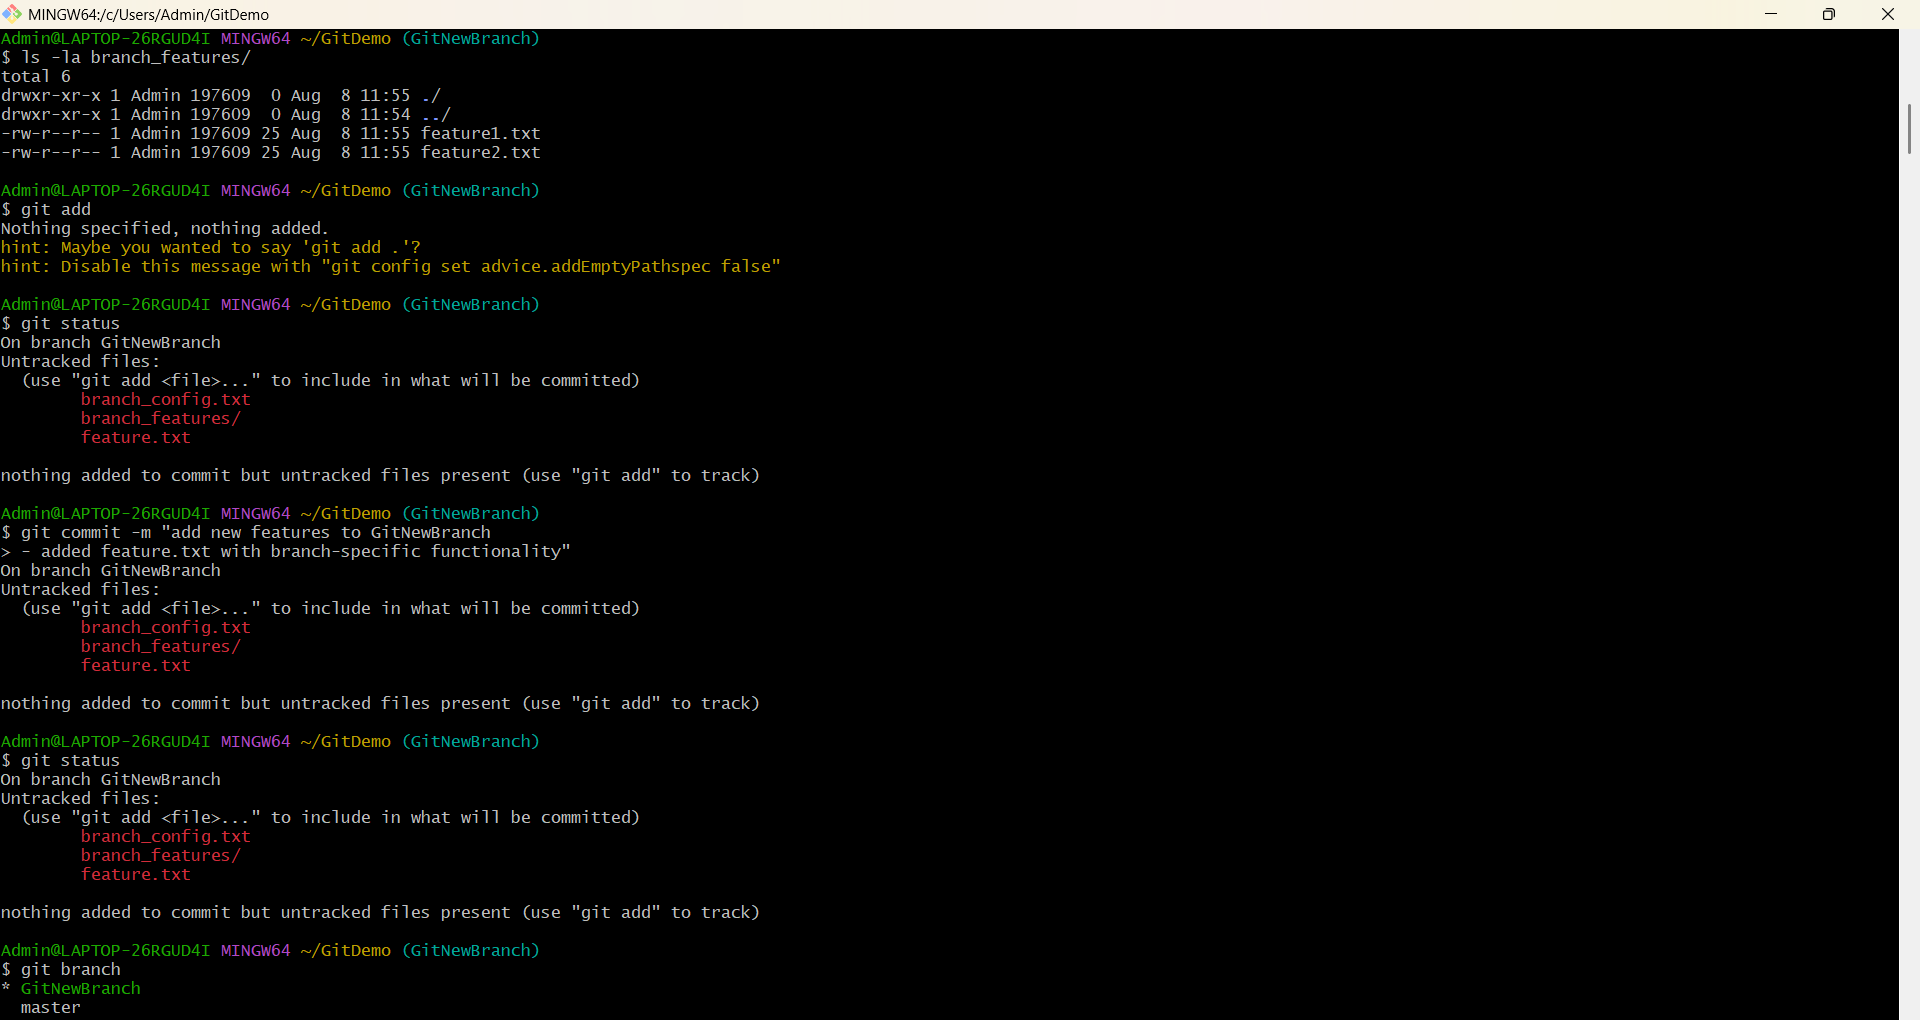 MINGW64:/c/Users/Admin/GitDemo
Admin@LAPTOP-26RGUD4I MINGW64 ~/GitDemo (GitNewBranch)
$ ls -la branch_features/
total 6
drwxr-xr-x 1 Admin 197609  0 Aug  8 11:55 ./
drwxr-xr-x 1 Admin 197609  0 Aug  8 11:54 ../
-rw-r--r-- 1 Admin 197609 25 Aug  8 11:55 feature1.txt
-rw-r--r-- 1 Admin 197609 25 Aug  8 11:55 feature2.txt
Admin@LAPTOP-26RGUD4I MINGW64 ~/GitDemo (GitNewBranch)
$ git add
Nothing specified, nothing added.
hint: Maybe you wanted to say 'git add .'?
hint: Disable this message with "git config set advice.addEmptyPathspec false"
Admin@LAPTOP-26RGUD4I MINGW64 ~/GitDemo (GitNewBranch)
$ git status
On branch GitNewBranch
Untracked files:
  (use "git add <file>..." to include in what will be committed)
        branch_config.txt
        branch_features/
        feature.txt
nothing added to commit but untracked files present (use "git add" to track)
Admin@LAPTOP-26RGUD4I MINGW64 ~/GitDemo (GitNewBranch)
$ git commit -m "add new features to GitNewBranch
> - added feature.txt with branch-specific functionality"
On branch GitNewBranch
Untracked files:
  (use "git add <file>..." to include in what will be committed)
        branch_config.txt
        branch_features/
        feature.txt
nothing added to commit but untracked files present (use "git add" to track)
Admin@LAPTOP-26RGUD4I MINGW64 ~/GitDemo (GitNewBranch)
$ git status
On branch GitNewBranch
Untracked files:
  (use "git add <file>..." to include in what will be committed)
        branch_config.txt
        branch_features/
        feature.txt
nothing added to commit but untracked files present (use "git add" to track)
Admin@LAPTOP-26RGUD4I MINGW64 ~/GitDemo (GitNewBranch)
$ git branch
* GitNewBranch
  master